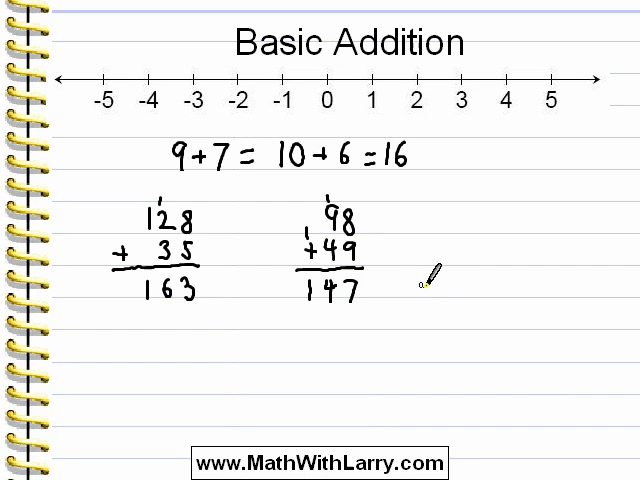 Basic Addition
-5 -4 -3 -2 -1 0 1 2 3 4 5
9+7 = 10+6 =16
1 1
128 98
1
+ 35 +49
163 147
www.MathWithLarry.com